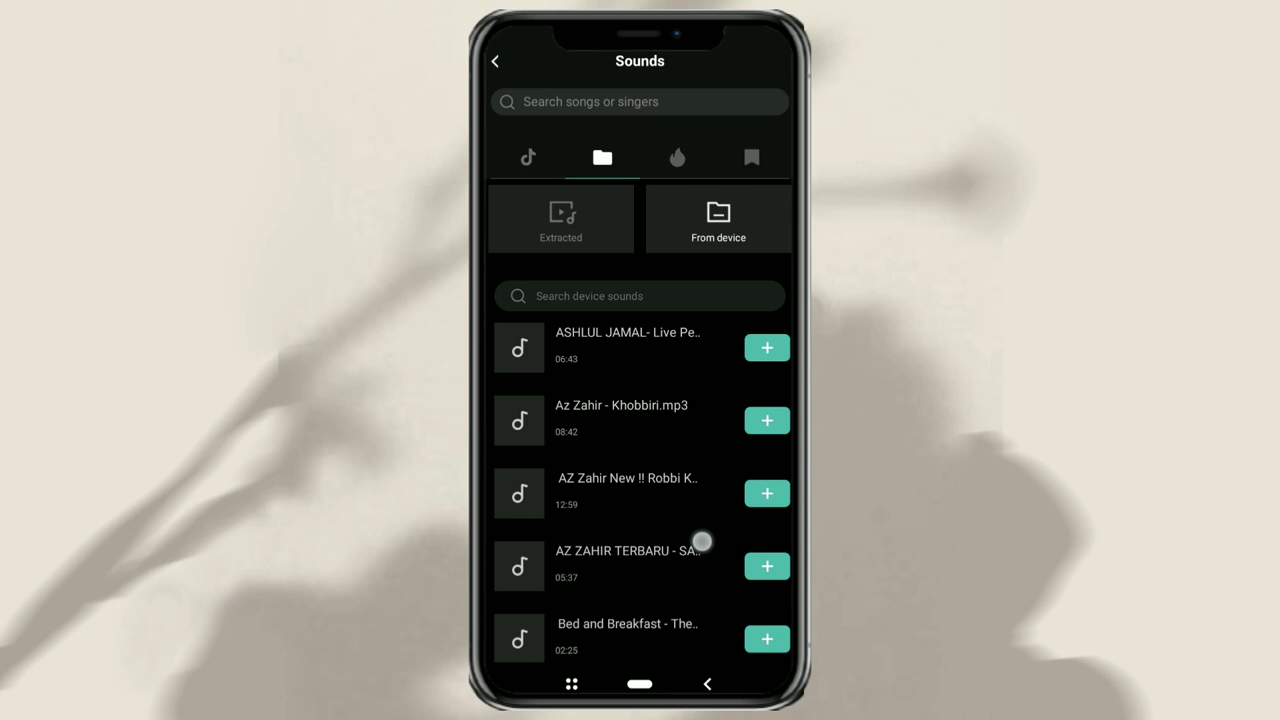 Sounds
Search songs or singers
Extracted
From device
Search device sounds
ASHLUL JAMAL- Live Pe..
06:43
Az Zahir - Khobbiri.mp3
08:42
AZ Zahir New !! Robbi K..
12:59
AZ ZAHIR TERBARU - SA..
05:37
Bed and Breakfast - The..
02:25